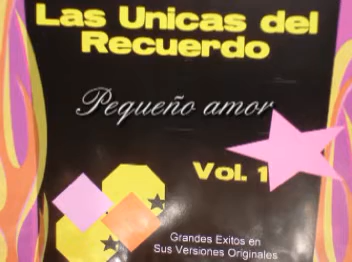 Las Unicas del
Recuerdo
Pequeño amor
Vol. 1
Grandes Exitos en
Sus Versiones Originales